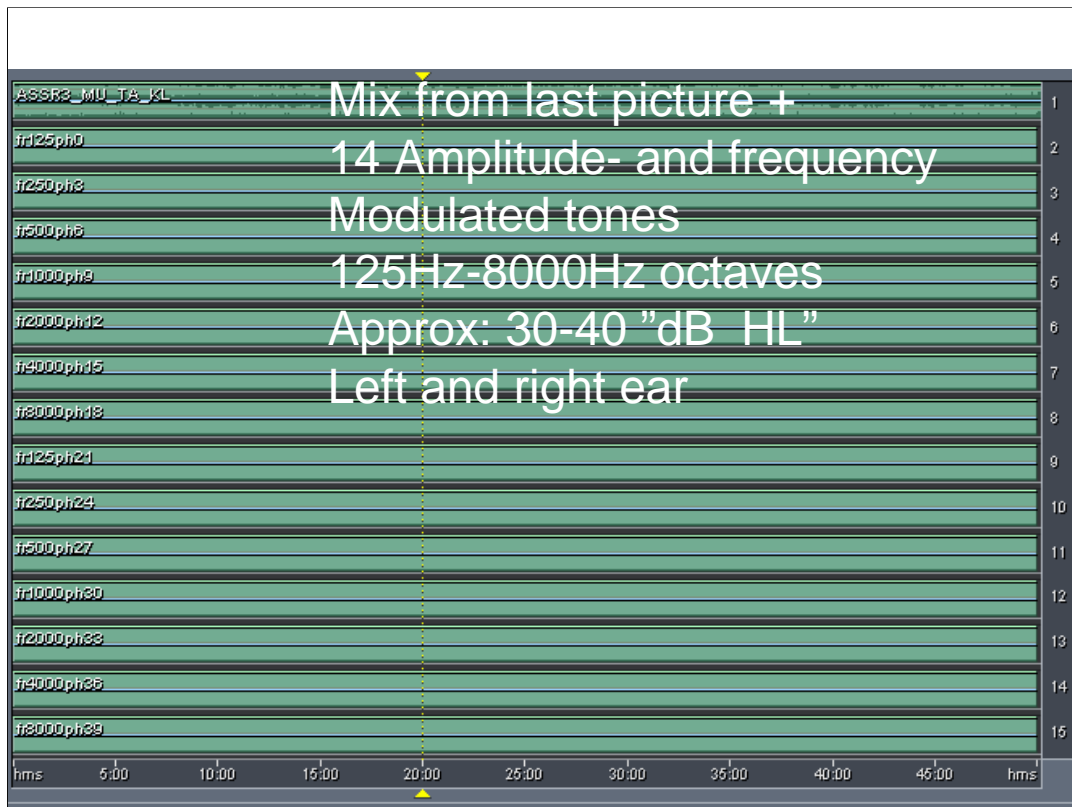 ASSR3_MU_TA_KL
Mix from last picture +
14 Amplitude- and frequency
Modulated tones
125Hz-8000Hz octaves
Approx: 30-40 ”dB HL”
Left and right ear
1
fr125ph0
2
fr250ph3
3
fr500ph6
4
fr1000ph9
5
fr2000ph12
6
fr4000ph15
7
fr8000ph18
8
fr125ph21
9
fr250ph24
10
fr500ph27
11
fr1000ph30
12
fr2000ph33
13
fr4000ph36
14
fr8000ph39
15
hms 5:00 10:00 15:00 20:00 25:00 30:00 35:00 40:00 45:00 hms